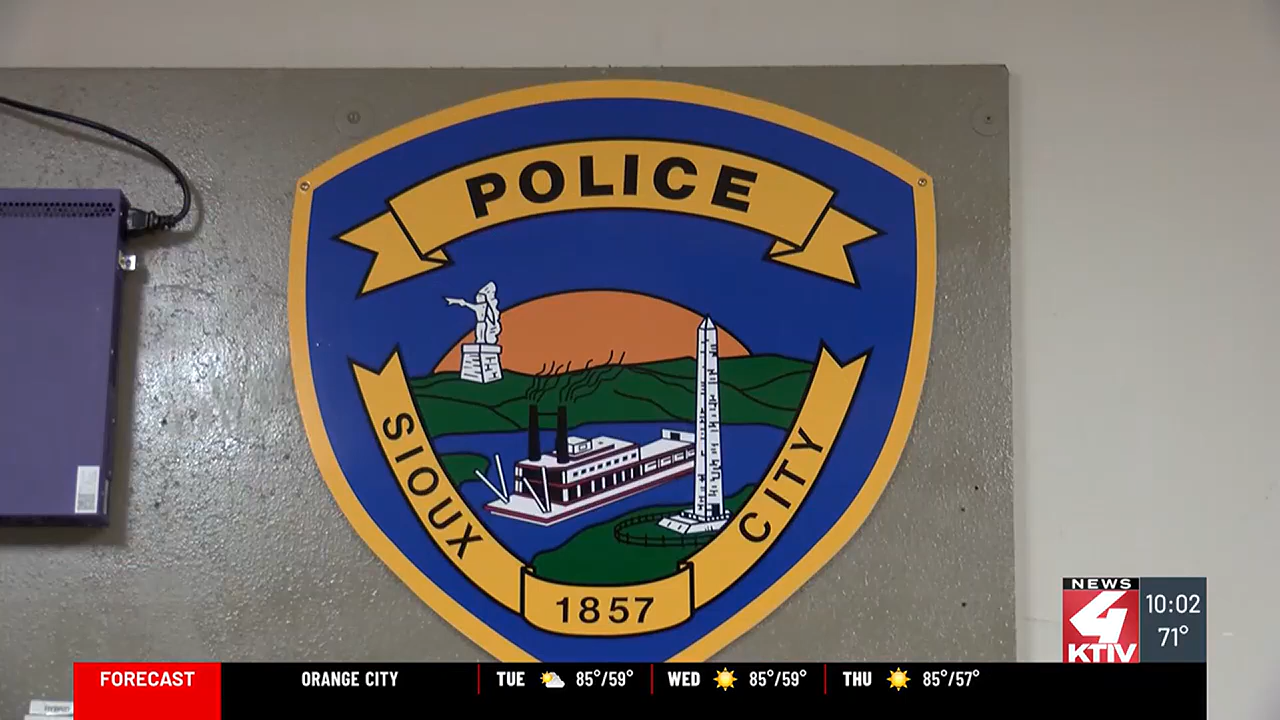 POLICE
SIOUX
CITY
1857
NEWS
4
KTIV
10:02
71°
FORECAST
ORANGE CITY
TUE 85°/59°
WED 85°/59°
THU 85°/57°